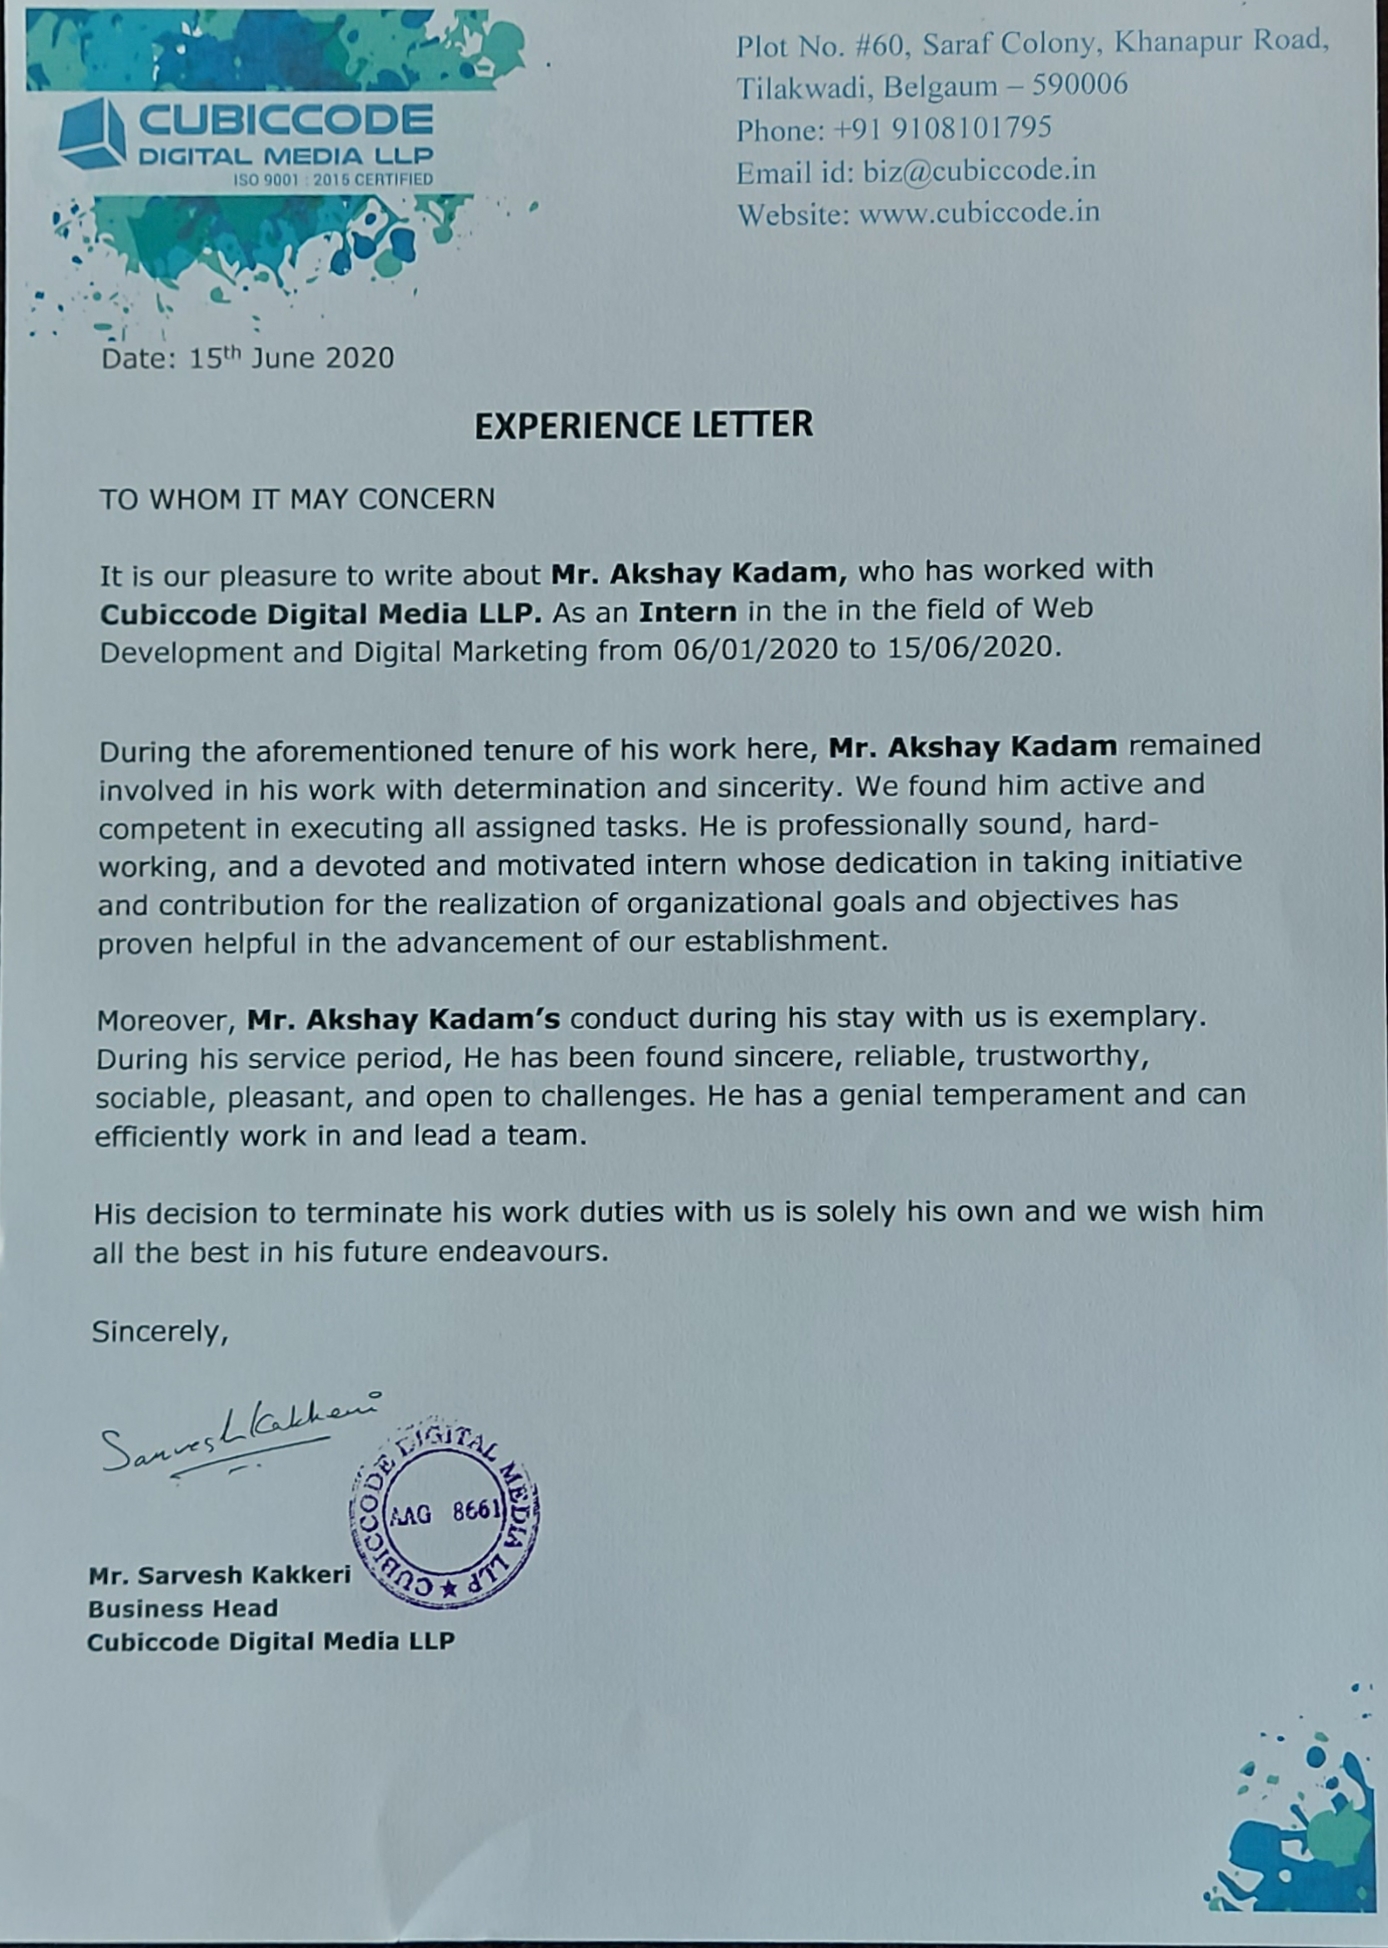 CUBICCODE
DIGITAL MEDIA LLP
ISO 9001 : 2015 CERTIFIED
Plot No. #60, Saraf Colony, Khanapur Road,
Tilakwadi, Belgaum – 590006
Phone: +91 9108101795
Email id: biz@cubiccode.in
Website: www.cubiccode.in
Date: 15th June 2020
EXPERIENCE LETTER
TO WHOM IT MAY CONCERN
It is our pleasure to write about Mr. Akshay Kadam, who has worked with
Cubiccode Digital Media LLP. As an Intern in the in the field of Web
Development and Digital Marketing from 06/01/2020 to 15/06/2020.
During the aforementioned tenure of his work here, Mr. Akshay Kadam remained
involved in his work with determination and sincerity. We found him active and
competent in executing all assigned tasks. He is professionally sound, hard-
working, and a devoted and motivated intern whose dedication in taking initiative
and contribution for the realization of organizational goals and objectives has
proven helpful in the advancement of our establishment.
Moreover, Mr. Akshay Kadam’s conduct during his stay with us is exemplary.
During his service period, He has been found sincere, reliable, trustworthy,
sociable, pleasant, and open to challenges. He has a genial temperament and can
efficiently work in and lead a team.
His decision to terminate his work duties with us is solely his own and we wish him
all the best in his future endeavours.
Sincerely,
Sarvesh Kakkeri
CUBICCODE DIGITAL MEDIA LLP ★
AAG 8661
Mr. Sarvesh Kakkeri
Business Head
Cubiccode Digital Media LLP